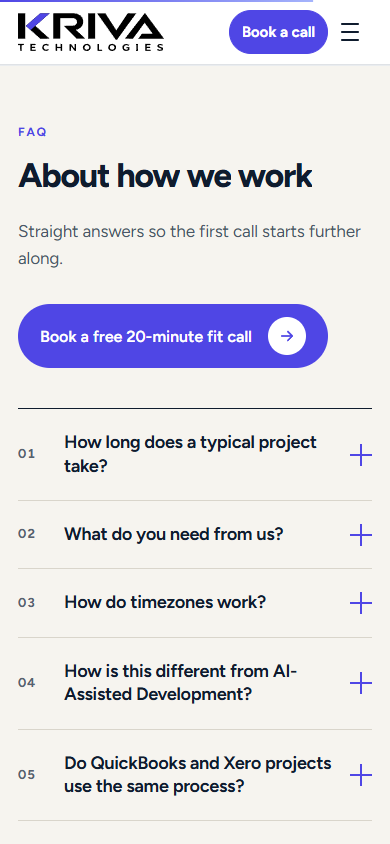 KRIVA
TECHNOLOGIES
Book a call
FAQ
About how we work
Straight answers so the first call starts further
along.
Book a free 20-minute fit call
01
How long does a typical project
take?
02
What do you need from us?
03
How do timezones work?
04
How is this different from AI-
Assisted Development?
05
Do QuickBooks and Xero projects
use the same process?